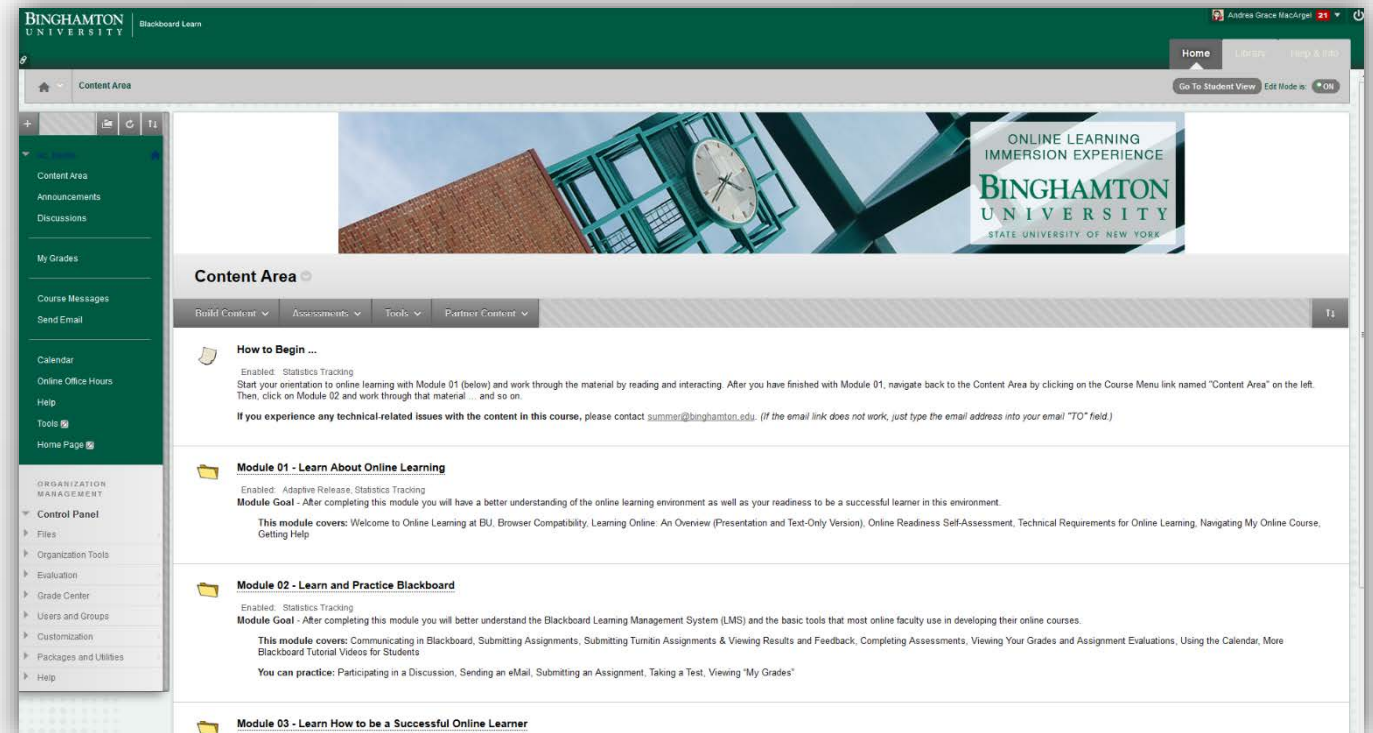 BINGHAMTON
UNIVERSITY
Blackboard Learn
Andrea Grace MacArgel 21
Home Library Help & Info
Content Area
Go To Student View Edit Mode is: ON
Content Area
Announcements
Discussions
My Grades
Course Messages
Send Email
Calendar
Online Office Hours
Help
Tools
Home Page
ORGANIZATION
MANAGEMENT
Control Panel
Files
Organization Tools
Evaluation
Grade Center
Users and Groups
Customization
Packages and Utilities
Help
ONLINE LEARNING
IMMERSION EXPERIENCE
BINGHAMTON
UNIVERSITY
STATE UNIVERSITY OF NEW YORK
Content Area
Build Content Assessments Tools Partner Content
How to Begin ...
Enabled: Statistics Tracking
Start your orientation to online learning with Module 01 (below) and work through the material by reading and interacting. After you have finished with Module 01, navigate back to the Content Area by clicking on the Course Menu link named "Content Area" on the left.
Then, click on Module 02 and work through that material ... and so on.
If you experience any technical-related issues with the content in this course, please contact summer@binghamton.edu. (If the email link does not work, just type the email address into your email "TO" field.)
Module 01 - Learn About Online Learning
Enabled: Adaptive Release, Statistics Tracking
Module Goal - After completing this module you will have a better understanding of the online learning environment as well as your readiness to be a successful learner in this environment.
This module covers: Welcome to Online Learning at BU, Browser Compatibility, Learning Online: An Overview (Presentation and Text-Only Version), Online Readiness Self-Assessment, Technical Requirements for Online Learning, Navigating My Online Course,
Getting Help
Module 02 - Learn and Practice Blackboard
Enabled: Statistics Tracking
Module Goal - After completing this module you will better understand the Blackboard Learning Management System (LMS) and the basic tools that most online faculty use in developing their online courses.
This module covers: Communicating in Blackboard, Submitting Assignments, Submitting Turnitin Assignments & Viewing Results and Feedback, Completing Assessments, Viewing Your Grades and Assignment Evaluations, Using the Calendar, More
Blackboard Tutorial Videos for Students
You can practice: Participating in a Discussion, Sending an eMail, Submitting an Assignment, Taking a Test, Viewing "My Grades"
Module 03 - Learn How to be a Successful Online Learner